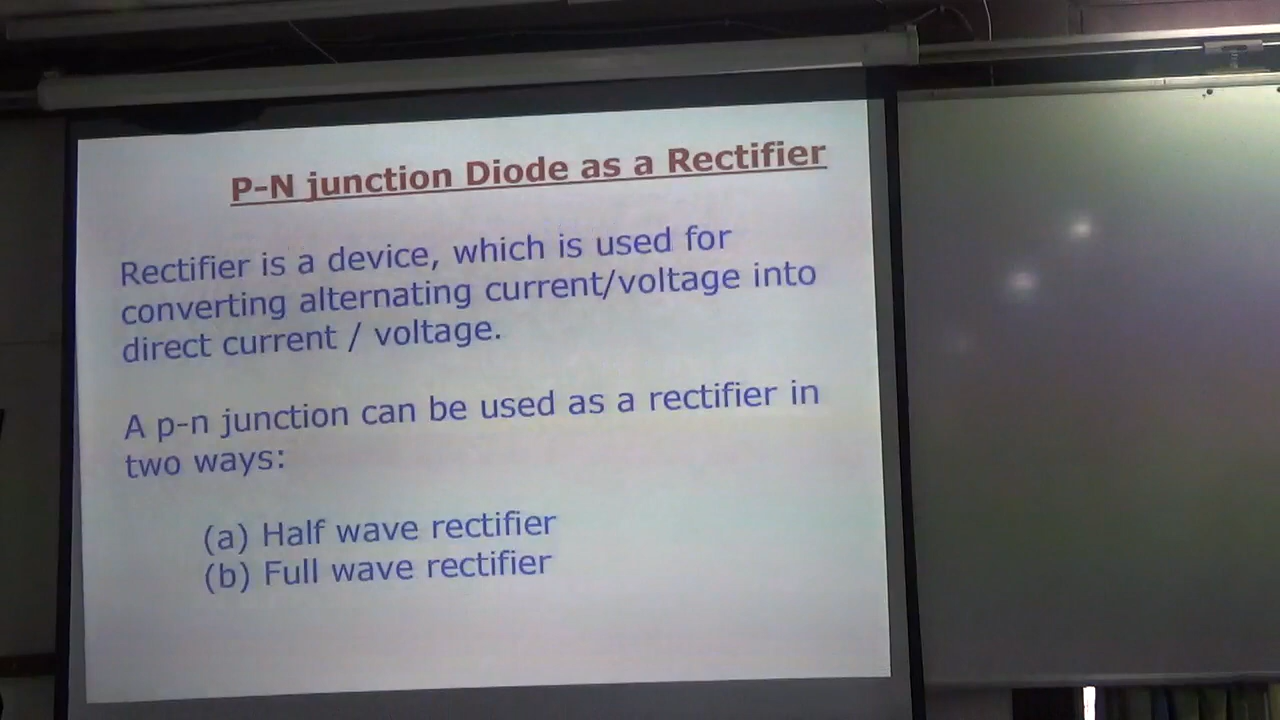 P-N junction Diode as a Rectifier
Rectifier is a device, which is used for
converting alternating current/voltage into
direct current / voltage.
A p-n junction can be used as a rectifier in
two ways:
(a) Half wave rectifier
(b) Full wave rectifier